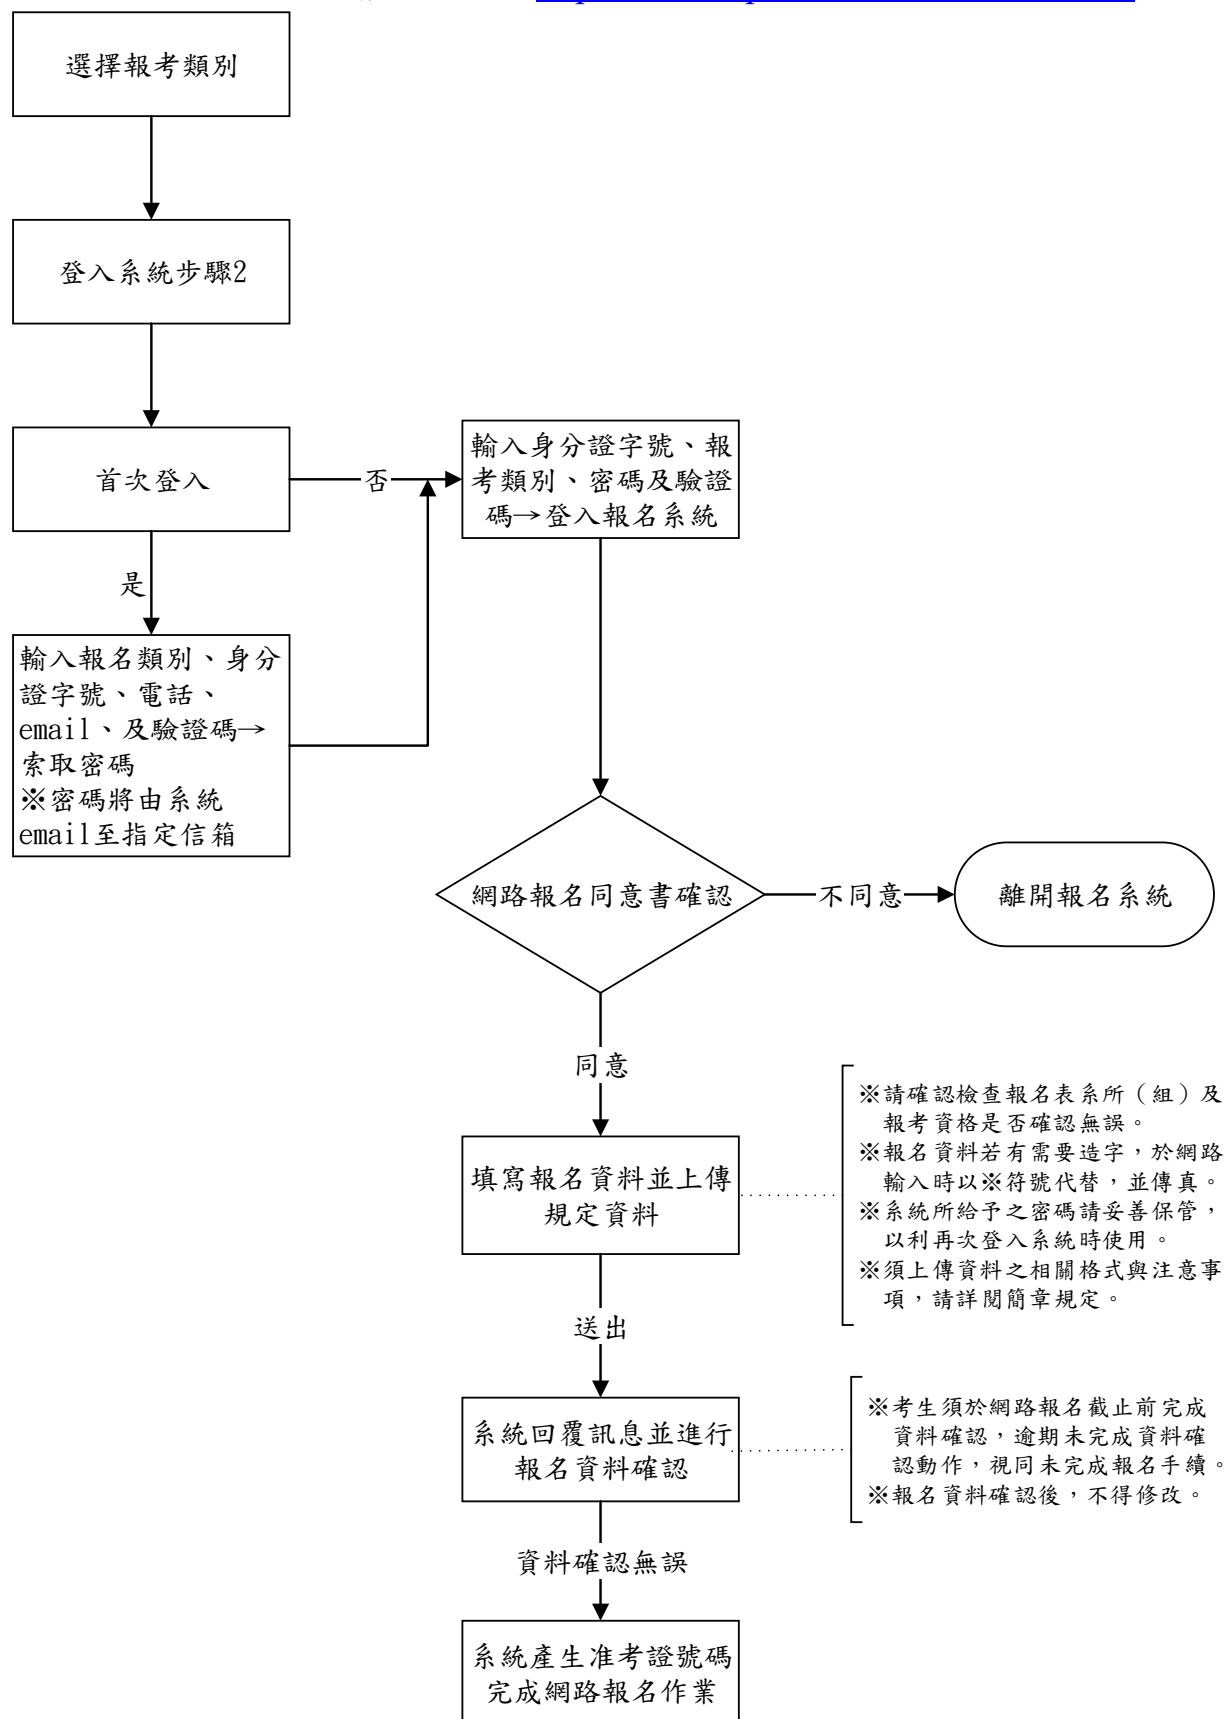 選擇報考類別
登入系統步驟2
首次登入
否
輸入身分證字號、報
考類別、密碼及驗證
碼→登入報名系統
是
輸入報名類別、身分
證字號、電話、
email、及驗證碼→
索取密碼
※密碼將由系統
email至指定信箱
網路報名同意書確認
不同意
離開報名系統
同意
填寫報名資料並上傳
規定資料
※請確認檢查報名表系所（組）及
報考資格是否確認無誤。
※報名資料若有需要造字，於網路
輸入時以※符號代替，並傳真。
※系統所給予之密碼請妥善保管，
以利再次登入系統時使用。
※須上傳資料之相關格式與注意事
項，請詳閱簡章規定。
送出
系統回覆訊息並進行
報名資料確認
※考生須於網路報名截止前完成
資料確認，逾期未完成資料確
認動作，視同未完成報名手續。
※報名資料確認後，不得修改。
資料確認無誤
系統產生准考證號碼
完成網路報名作業